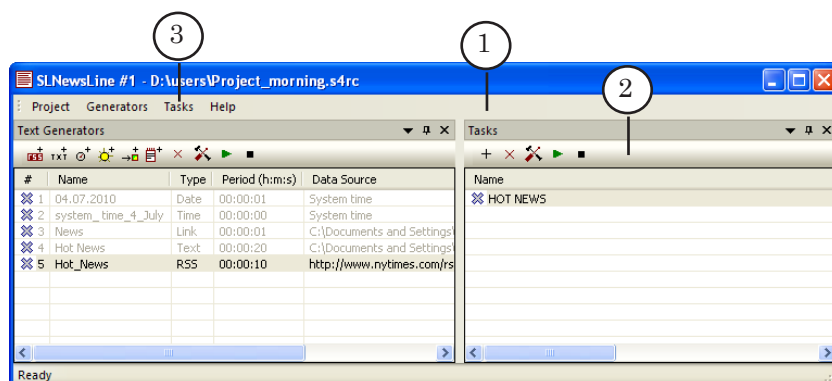 3
1
2
SLNewsLine #1 - D:\users\Project_morning.s4rc
Project Generators Tasks Help
Text Generators
Tasks
RSS TXT
# Name Type Period (h:m:s) Data Source
Name
1 04.07.2010 Date 00:00:01 System time
HOT NEWS
2 system_time_4_July Time 00:00:00 System time
3 News Link 00:00:01 C:\Documents and Settings\
4 Hot News Text 00:00:20 C:\Documents and Settings\
5 Hot_News RSS 00:00:10 http://www.nytimes.com/rs
Ready